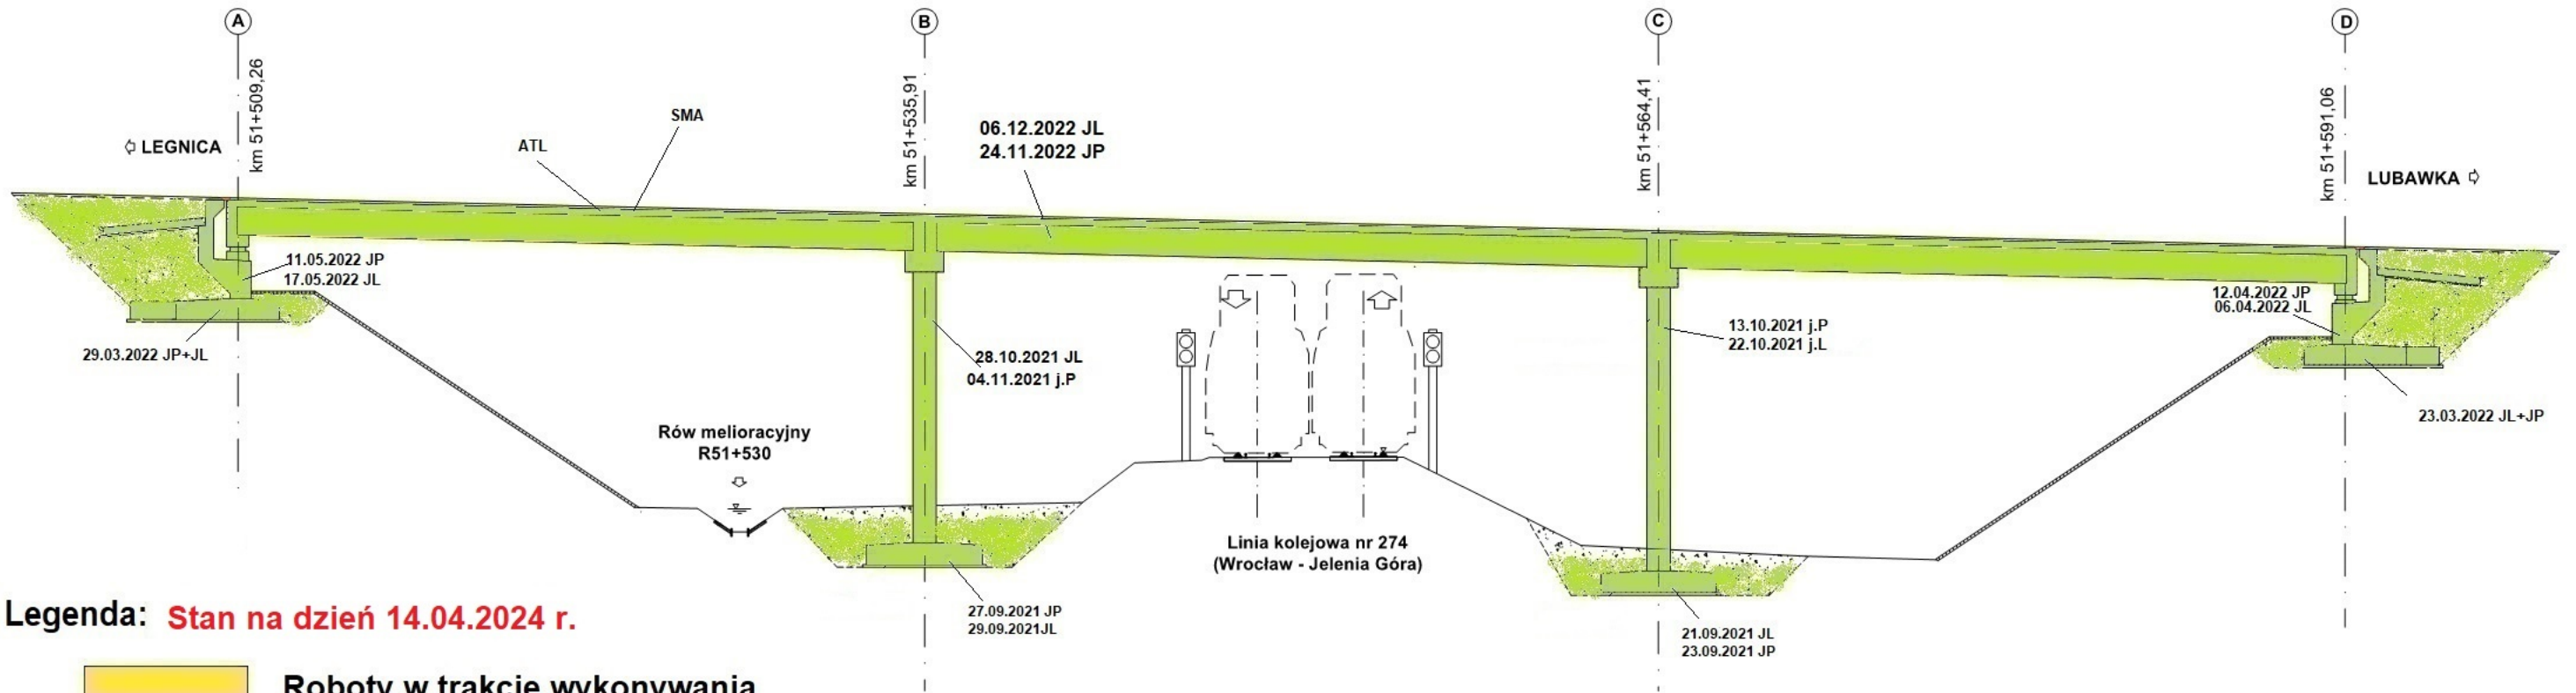 A
B
C
D
km 51+509,26
km 51+535,91
km 51+564,41
km 51+591,06
⇦ LEGNICA
ATL
SMA
06.12.2022 JL
24.11.2022 JP
LUBAWKA ⇨
11.05.2022 JP
17.05.2022 JL
29.03.2022 JP+JL
28.10.2021 JL
04.11.2021 j.P
13.10.2021 j.P
22.10.2021 j.L
12.04.2022 JP
06.04.2022 JL
23.03.2022 JL+JP
Rów melioracyjny
R51+530
Linia kolejowa nr 274
(Wrocław - Jelenia Góra)
27.09.2021 JP
29.09.2021JL
21.09.2021 JL
23.09.2021 JP
Legenda: Stan na dzień 14.04.2024 r.
Roboty w trakcie wykonywania